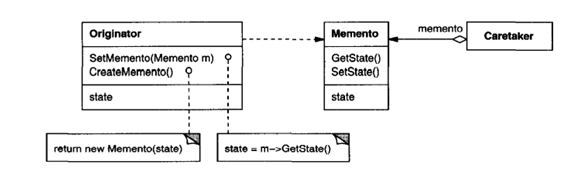 Originator
SetMemento(Memento m)
CreateMemento()
state
return new Memento(state)
state = m->GetState()
Memento
GetState()
SetState()
state
memento
Caretaker